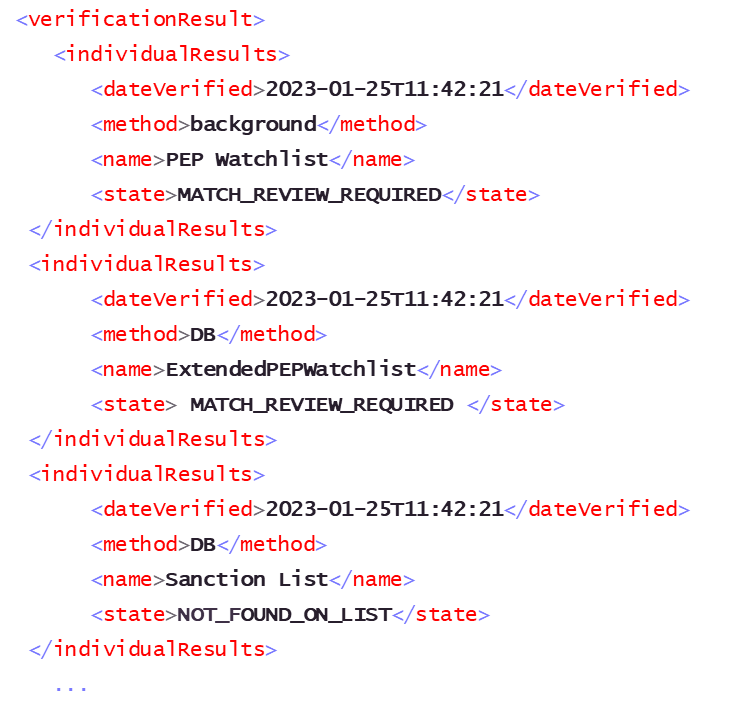 <verificationResult>
<individualResults>
<dateVerified>2023-01-25T11:42:21</dateVerified>
<method>background</method>
<name>PEP Watchlist</name>
<state>MATCH_REVIEW_REQUIRED</state>
</individualResults>
<individualResults>
<dateVerified>2023-01-25T11:42:21</dateVerified>
<method>DB</method>
<name>ExtendedPEPWatchlist</name>
<state> MATCH_REVIEW_REQUIRED </state>
</individualResults>
<individualResults>
<dateVerified>2023-01-25T11:42:21</dateVerified>
<method>DB</method>
<name>Sanction List</name>
<state>NOT_FOUND_ON_LIST</state>
</individualResults>
...